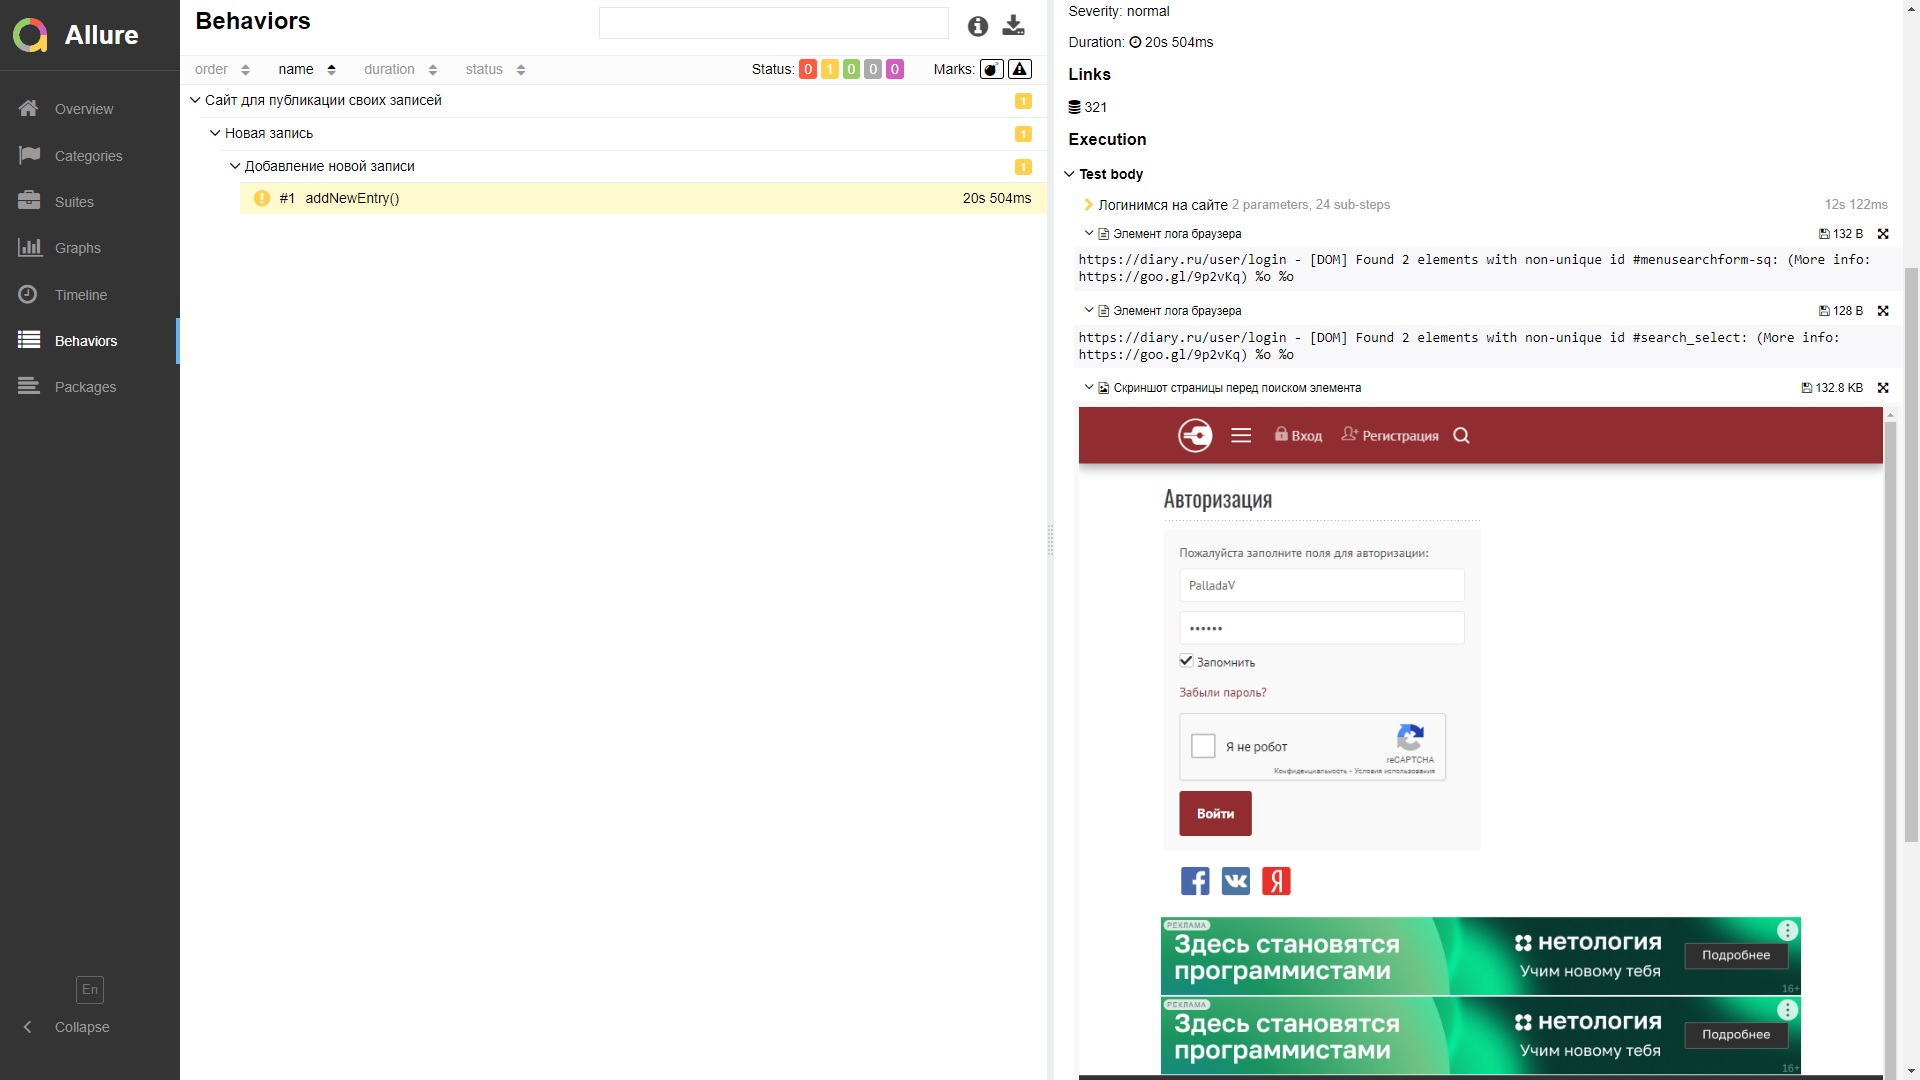 Allure
Overview
Categories
Suites
Graphs
Timeline
Behaviors
Packages
En
Collapse
Behaviors
order name duration status Status: 0 1 0 0 0 Marks:
Сайт для публикации своих записей 1
Новая запись 1
Добавление новой записи 1
#1 addNewEntry() 20s 504ms
Severity: normal
Duration: 20s 504ms
Links
321
Execution
Test body
Логинимся на сайте 2 parameters, 24 sub-steps 12s 122ms
Элемент лога браузера 132 B
https://diary.ru/user/login - [DOM] Found 2 elements with non-unique id #menusearchform-sq: (More info:
https://goo.gl/9p2vKq) %o %o
Элемент лога браузера 128 B
https://diary.ru/user/login - [DOM] Found 2 elements with non-unique id #search_select: (More info:
https://goo.gl/9p2vKq) %o %o
Скриншот страницы перед поиском элемента 132.8 KB
Вход Регистрация
Авторизация
Пожалуйста заполните поля для авторизации:
PalladaV
••••••
Запомнить
Забыли пароль?
Я не робот
reCAPTCHA
Конфиденциальность - Условия использования
Войти
РЕКЛАМА
Здесь становятся
программистами
нетология
Учим новому тебя
Подробнее
16+
РЕКЛАМА
Здесь становятся
программистами
нетология
Учим новому тебя
Подробнее
16+